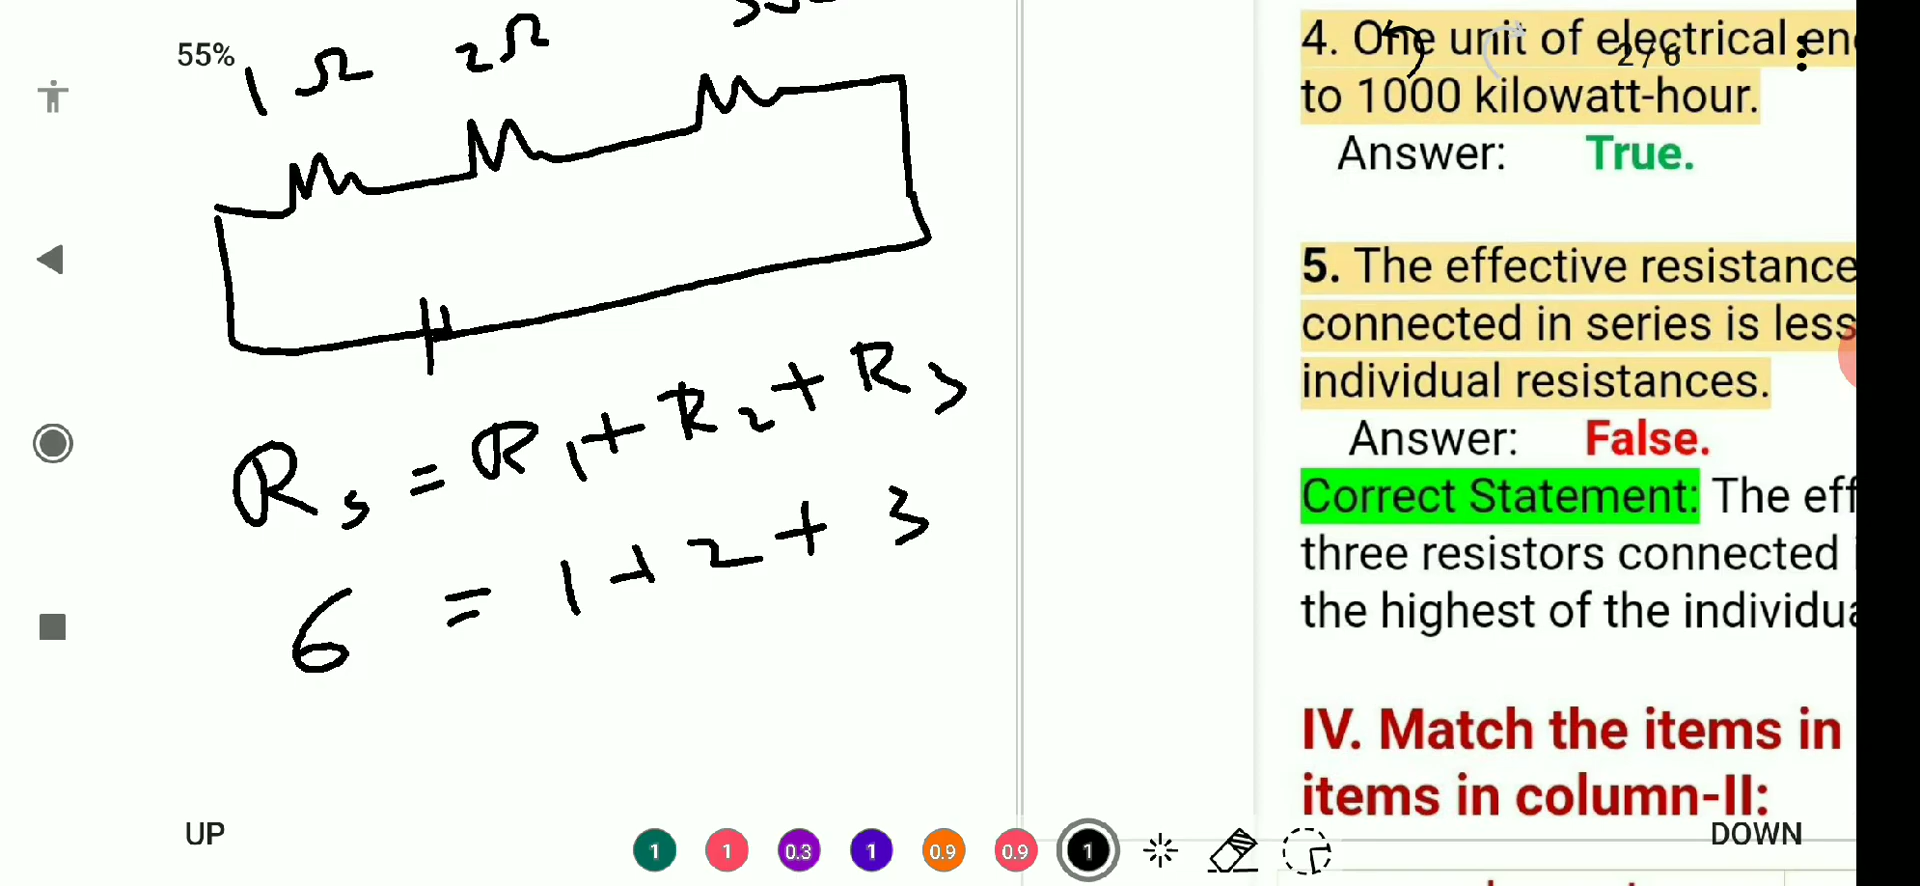 55%
1 Ω 2 Ω
Rs = R1 + R2 + R3
6 = 1 + 2 + 3
UP
1 1 0.3 1 0.9 0.9 1
4. One unit of electrical en
2 / 6
to 1000 kilowatt-hour.
Answer: True.
5. The effective resistance
connected in series is less
individual resistances.
Answer: False.
Correct Statement: The eff
three resistors connected
the highest of the individua
IV. Match the items in
items in column-II:
DOWN